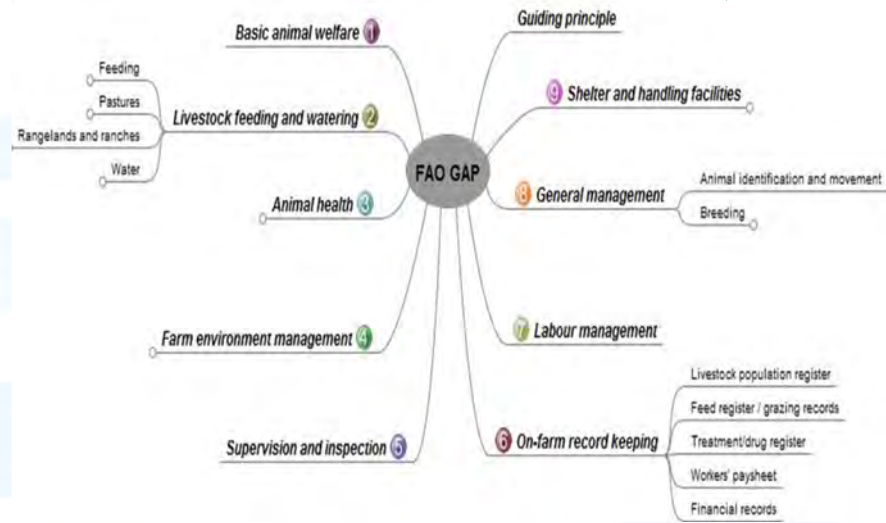 Guiding principle
Basic animal welfare 1
Feeding
Pastures
Rangelands and ranches
Water
Livestock feeding and watering 2
Animal health 3
Farm environment management 4
Supervision and inspection 5
FAO GAP
9 Shelter and handling facilities
8 General management
Animal identification and movement
Breeding
7 Labour management
6 On-farm record keeping
Livestock population register
Feed register / grazing records
Treatment/drug register
Workers' paysheet
Financial records